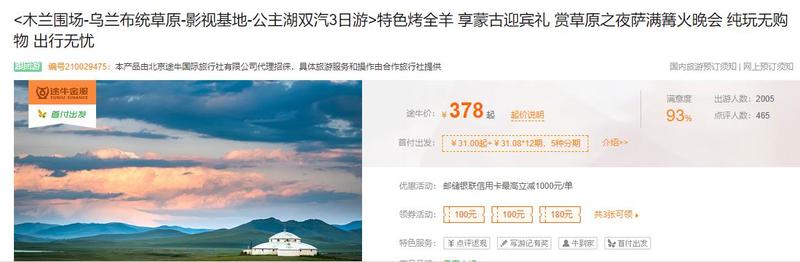 <木兰围场-乌兰布统草原-影视基地-公主湖双汽3日游>特色烤全羊 享蒙古迎宾礼 赏草原之夜萨满篝火晚会 纯玩无购
物 出行无忧
跟团游 编号210029475：本产品由北京途牛国际旅行社有限公司代理招徕，具体旅游服务和操作由合作旅行社提供 国内旅游预订须知 | 网上预订须知
途牛金服
TUNIU FINANCE
首付出发
途牛价： ¥ 378 起 起价说明
满意度 93%
出游人数： 2005
点评人数： 465
首付出发： ¥31.00起+ ¥31.08*12期，5种分期 介绍>>
优惠活动： 邮储银联信用卡最高立减1000元/单
领券活动： 100元 100元 180元 共3张可领
特色服务： ¥ 点评返现 写游记有奖 牛到家 首付出发